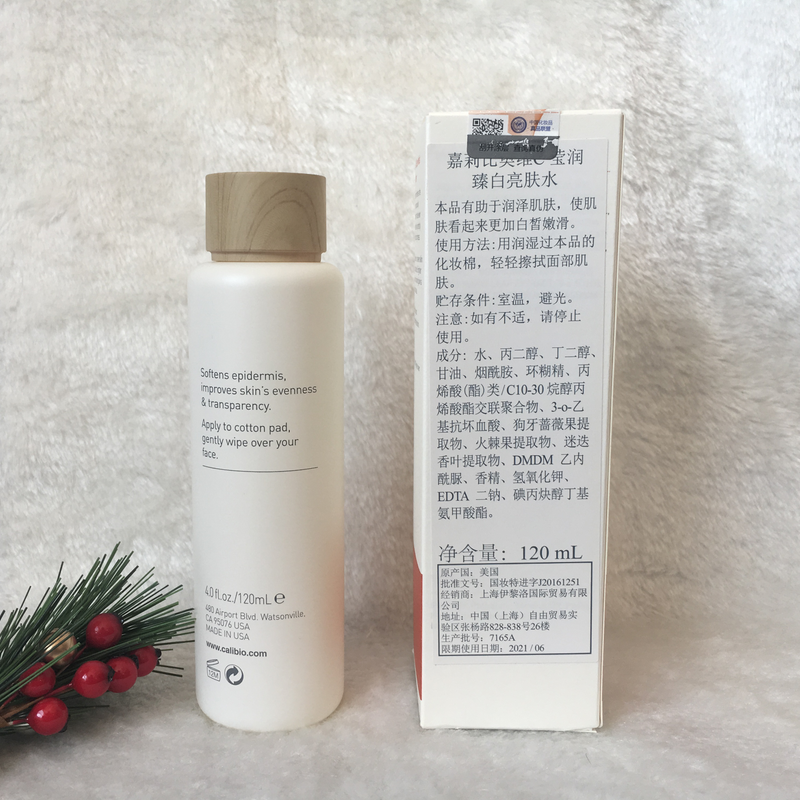 Softens epidermis,
improves skin's evenness
& transparency.
Apply to cotton pad,
gently wipe over your
face.
4.0 fl.oz./120mL ℮
480 Airport Blvd. Watsonville,
CA 95076 USA
MADE IN USA
www.calibio.com
12M
嘉莉比奥维C 莹润
臻白亮肤水
本品有助于润泽肌肤，使肌
肤看起来更加白皙嫩滑。
使用方法:用润湿过本品的
化妆棉，轻轻擦拭面部肌
肤。
贮存条件:室温，避光。
注意:如有不适，请停止
使用。
成分: 水、丙二醇、丁二醇、
甘油、烟酰胺、环糊精、丙
烯酸(酯)类/C10-30 烷醇丙
烯酸酯交联聚合物、3-o-乙
基抗坏血酸、狗牙蔷薇果提
取物、火棘果提取物、迷迭
香叶提取物、DMDM 乙内
酰脲、香精、氢氧化钾、
EDTA 二钠、碘丙炔醇丁基
氨甲酸酯。
净含量: 120 mL
原产国: 美国
批准文号: 国妆特进字J20161251
经销商: 上海伊黎洛国际贸易有限
公司
地址: 中国（上海）自由贸易实
验区张杨路828-838号26楼
生产批号: 7165A
限期使用日期: 2021/06